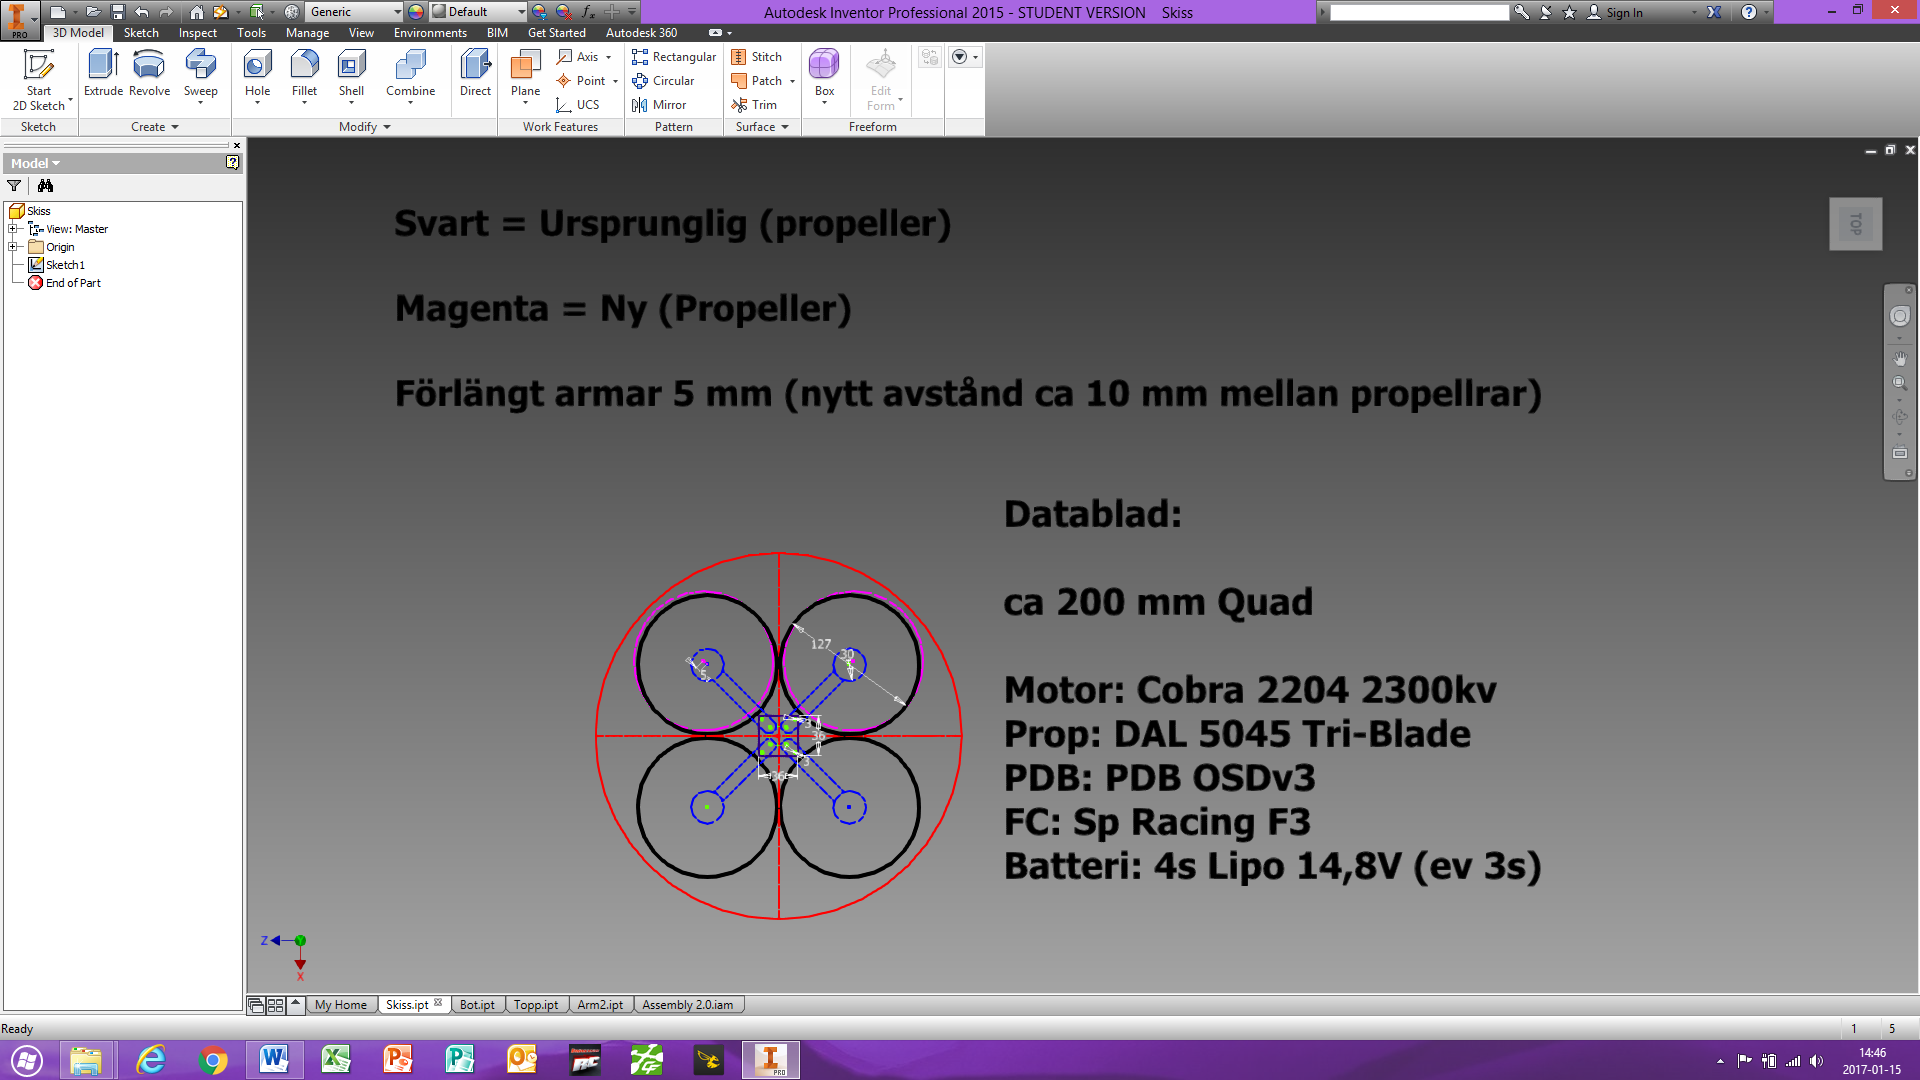 Autodesk Inventor Professional 2015 - STUDENT VERSION Skiss
Generic
Default
Sign In
PRO
3D Model Sketch Inspect Tools Manage View Environments BIM Get Started Autodesk 360
Start
2D Sketch
Extrude Revolve Sweep
Hole Fillet Shell Combine Direct
Plane
Axis
Point
UCS
Rectangular
Circular
Mirror
Stitch
Patch
Trim
Box
Edit
Form
Sketch Create Modify Work Features Pattern Surface Freeform
Model
Skiss
View: Master
Origin
Sketch1
End of Part
TOP
Svart = Ursprunglig (propeller)
Magenta = Ny (Propeller)
Förlängt armar 5 mm (nytt avstånd ca 10 mm mellan propellrar)
Datablad:
ca 200 mm Quad
Motor: Cobra 2204 2300kv
Prop: DAL 5045 Tri-Blade
PDB: PDB OSDv3
FC: Sp Racing F3
Batteri: 4s Lipo 14,8V (ev 3s)
127
30
5
3
36
3
36
Z
X
My Home Skiss.ipt Bot.ipt Topp.ipt Arm2.ipt Assembly 2.0.iam
Ready
1 5
14:46
2017-01-15